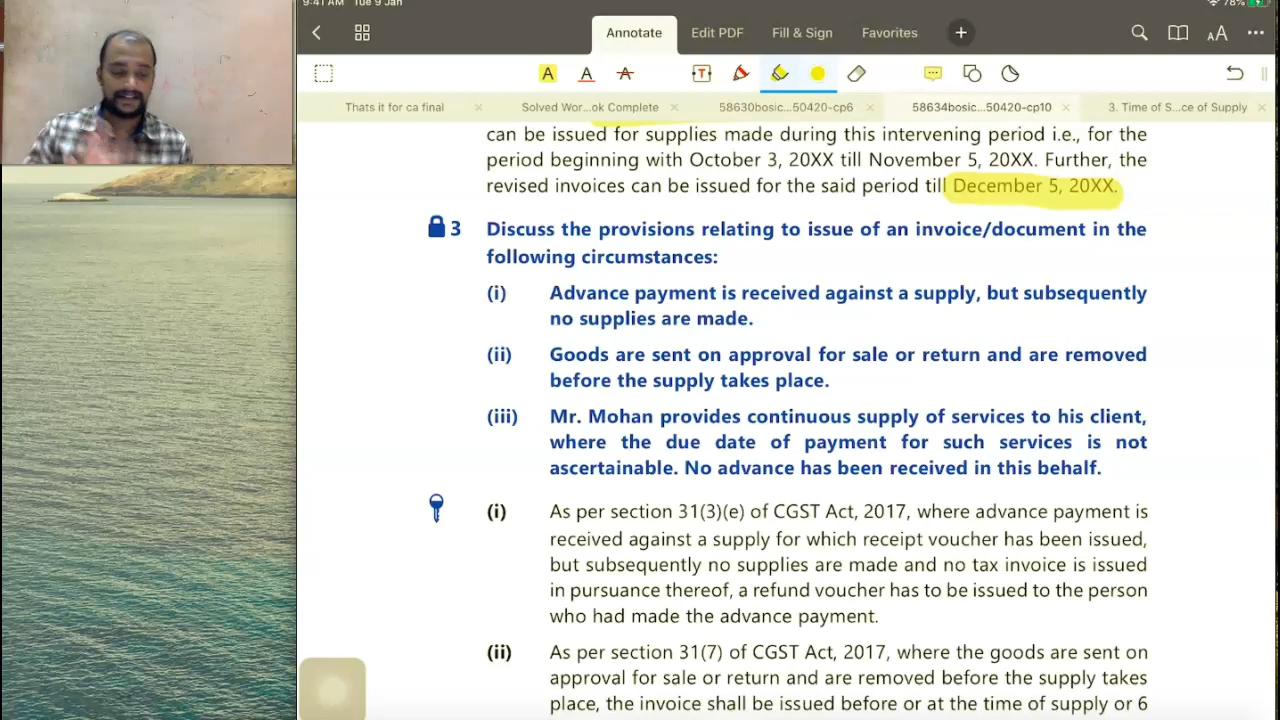 9:41 AM Tue 9 Jan
78%
Annotate Edit PDF Fill & Sign Favorites +
A A A T
Thats it for ca final × Solved Wor...ok Complete × 58630bosic...50420-cp6 × 58634bosic...50420-cp10 × 3. Time of S...ce of Supply ×
can be issued for supplies made during this intervening period i.e., for the
period beginning with October 3, 20XX till November 5, 20XX. Further, the
revised invoices can be issued for the said period till December 5, 20XX.
3 Discuss the provisions relating to issue of an invoice/document in the
following circumstances:
(i) Advance payment is received against a supply, but subsequently
no supplies are made.
(ii) Goods are sent on approval for sale or return and are removed
before the supply takes place.
(iii) Mr. Mohan provides continuous supply of services to his client,
where the due date of payment for such services is not
ascertainable. No advance has been received in this behalf.
(i) As per section 31(3)(e) of CGST Act, 2017, where advance payment is
received against a supply for which receipt voucher has been issued,
but subsequently no supplies are made and no tax invoice is issued
in pursuance thereof, a refund voucher has to be issued to the person
who had made the advance payment.
(ii) As per section 31(7) of CGST Act, 2017, where the goods are sent on
approval for sale or return and are removed before the supply takes
place, the invoice shall be issued before or at the time of supply or 6